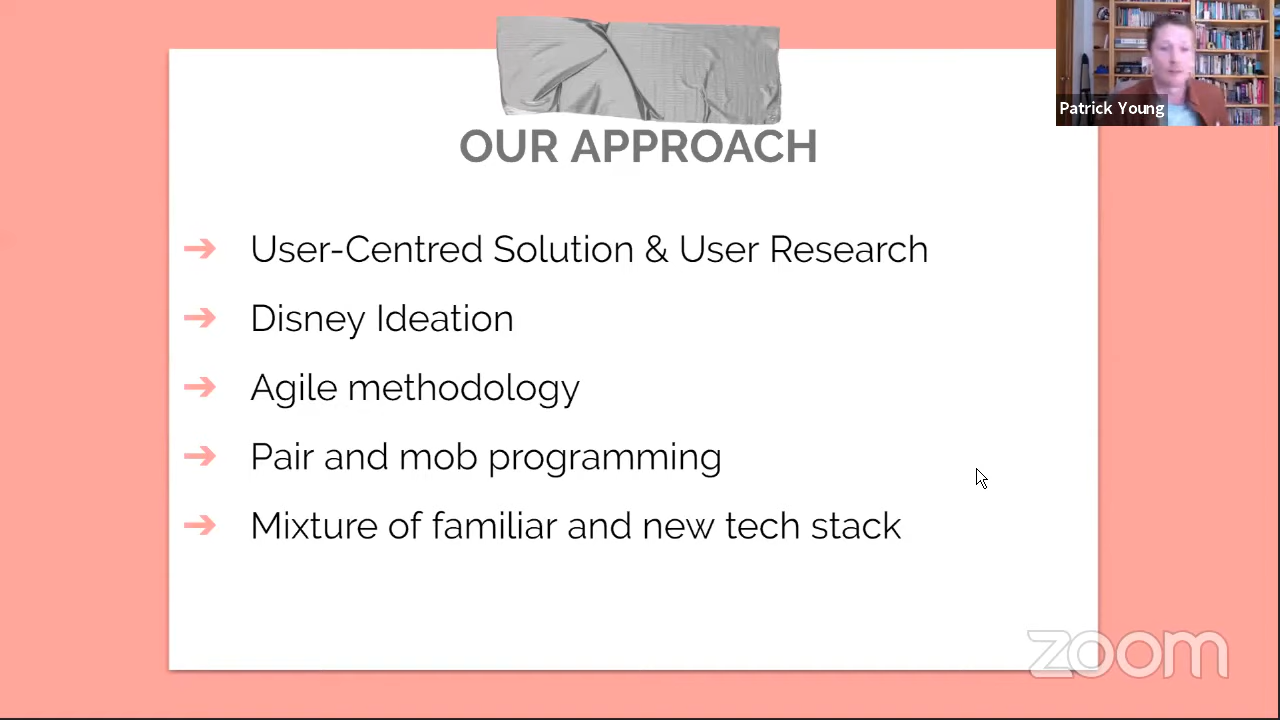 Patrick Young
OUR APPROACH
➔ User-Centred Solution & User Research
➔ Disney Ideation
➔ Agile methodology
➔ Pair and mob programming
➔ Mixture of familiar and new tech stack
zoom